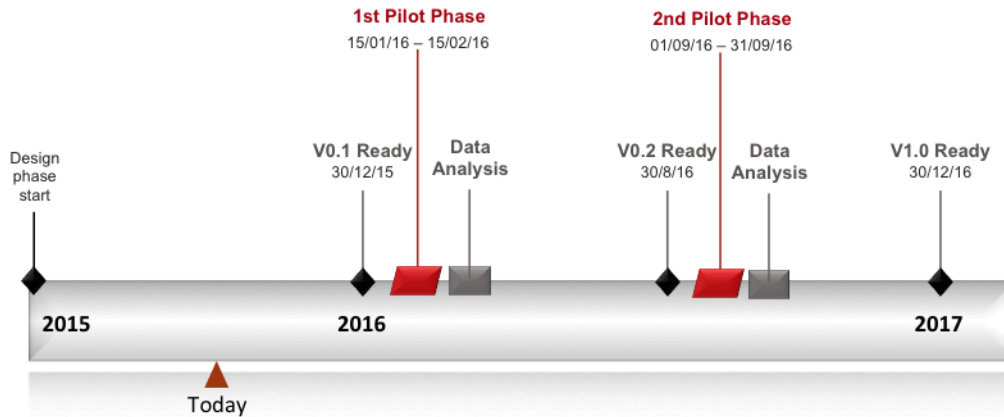 1st Pilot Phase
15/01/16 – 15/02/16
2nd Pilot Phase
01/09/16 – 31/09/16
Design
phase
start
V0.1 Ready
30/12/15
Data
Analysis
V0.2 Ready
30/8/16
Data
Analysis
V1.0 Ready
30/12/16
2015
2016
2017
Today